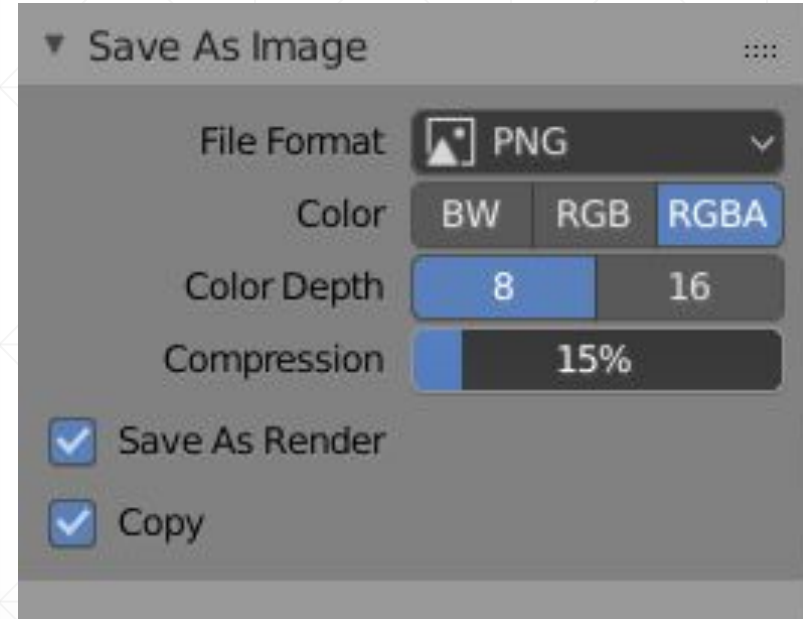 Save As Image
File Format PNG
Color BW RGB RGBA
Color Depth 8 16
Compression 15%
Save As Render
Copy